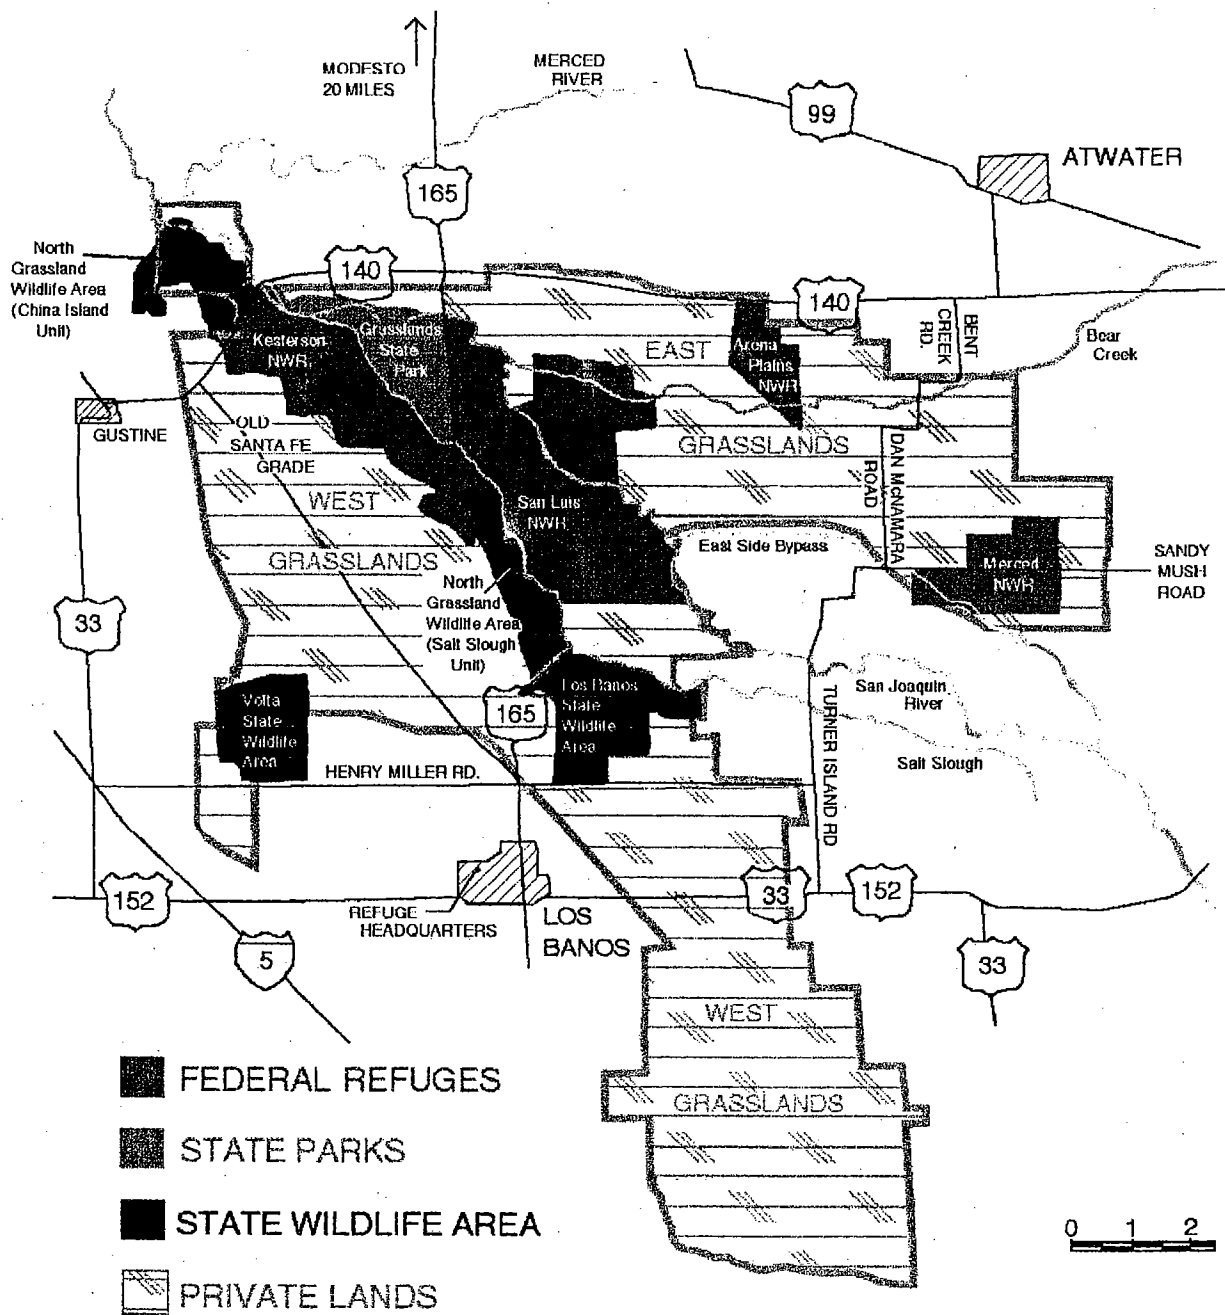 MODESTO
20 MILES
MERCED
RIVER
99
ATWATER
165
North
Grassland
Wildlife Area
(China Island
Unit)
140
140
BENT
CREEK
RD.
Bear
Creek
Kesterson
NWR
Grasslands
State
Park
EAST
Arena
Plains
NWR
GUSTINE
OLD
SANTA FE
GRADE
GRASSLANDS
DAN McNAMARA
ROAD
WEST
San Luis
NWR
East Side Bypass
GRASSLANDS
Merced
NWR
SANDY
MUSH
ROAD
North
Grassland
Wildlife Area
(Salt Slough
Unit)
33
Volta
State
Wildlife
Area
165
Los Banos
State
Wildlife
Area
San Joaquin
River
TURNER ISLAND RD
Salt Slough
HENRY MILLER RD.
152
33
152
REFUGE
HEADQUARTERS
LOS
BANOS
5
33
WEST
GRASSLANDS
FEDERAL REFUGES
STATE PARKS
STATE WILDLIFE AREA
PRIVATE LANDS
0 1 2